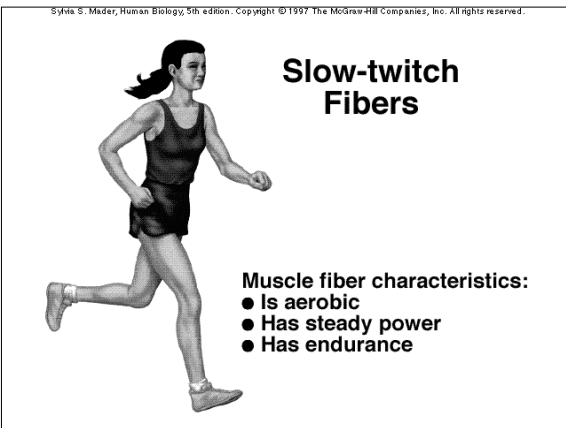 Sylvia S. Mader, Human Biology, 5th edition. Copyright © 1997 The McGraw-Hill Companies, Inc. All rights reserved.
Slow-twitch
Fibers
Muscle fiber characteristics:
● Is aerobic
● Has steady power
● Has endurance